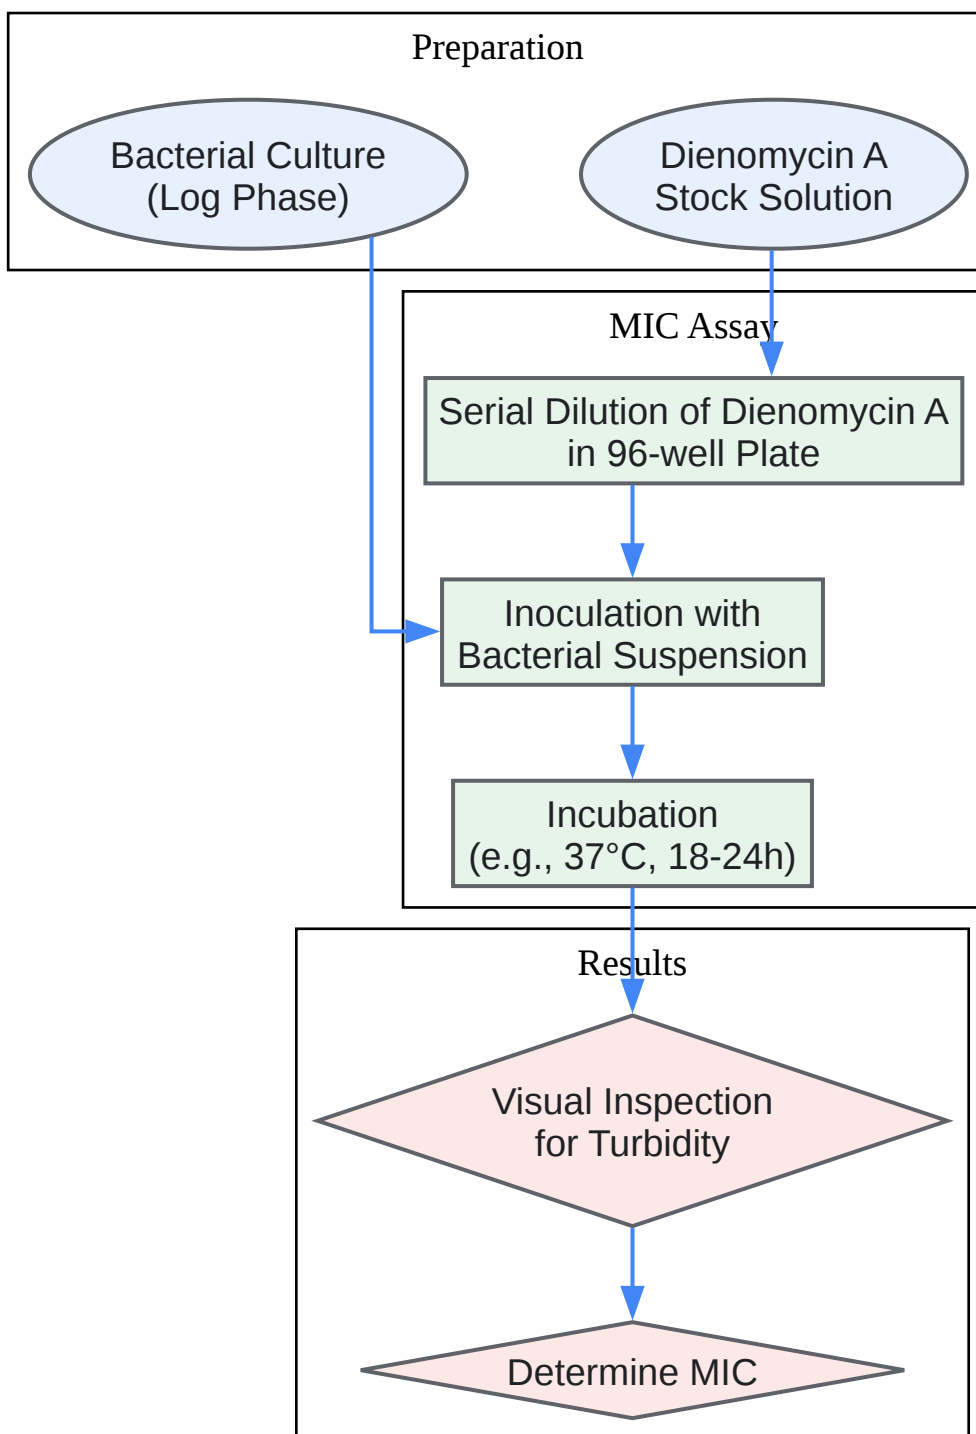 Preparation
Bacterial Culture
(Log Phase)
Dienomycin A
Stock Solution
MIC Assay
Serial Dilution of Dienomycin A
in 96-well Plate
Inoculation with
Bacterial Suspension
Incubation
(e.g., 37°C, 18-24h)
Results
Visual Inspection
for Turbidity
Determine MIC